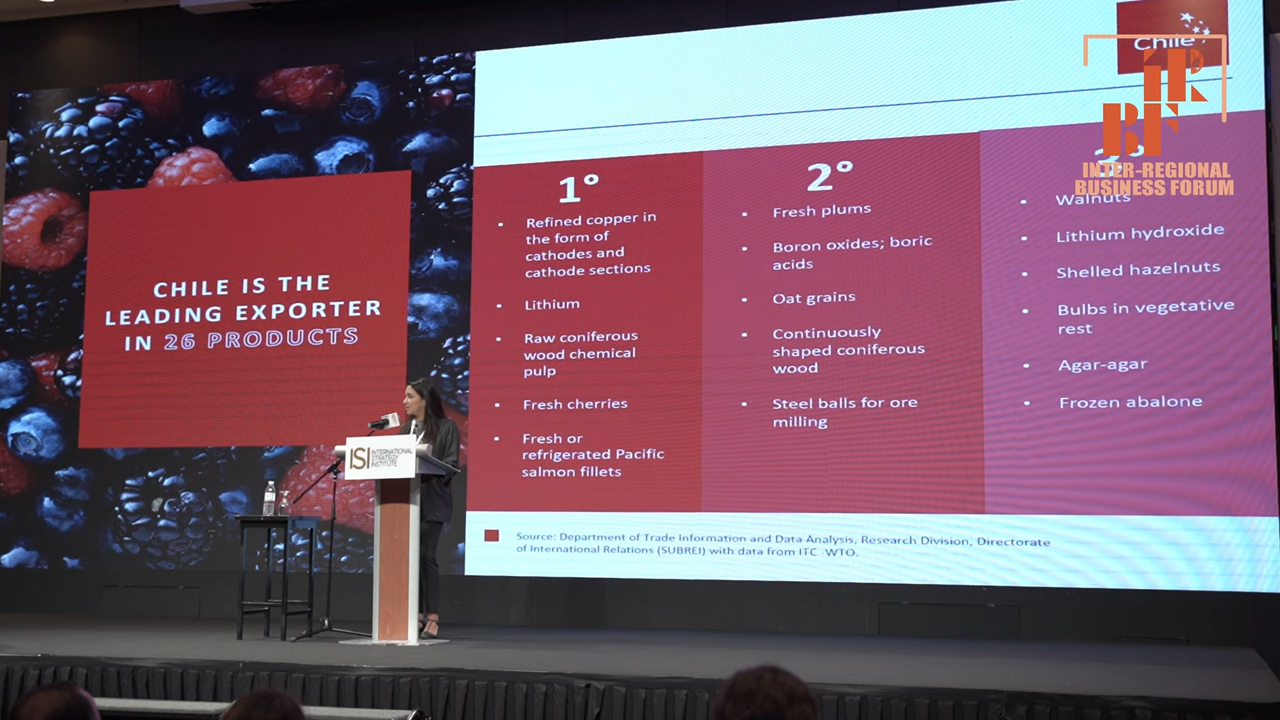 CHILE IS THE
LEADING EXPORTER
IN 26 PRODUCTS
1°
• Refined copper in
the form of
cathodes and
cathode sections
• Lithium
• Raw coniferous
wood chemical
pulp
• Fresh cherries
• Fresh or
refrigerated Pacific
salmon fillets
2°
• Fresh plums
• Boron oxides; boric
acids
• Oat grains
• Continuously
shaped coniferous
wood
• Steel balls for ore
milling
• Walnuts
• Lithium hydroxide
• Shelled hazelnuts
• Bulbs in vegetative
rest
• Agar-agar
• Frozen abalone
Source: Department of Trade Information and Data Analysis, Research Division, Directorate
of International Relations (SUBREI) with data from ITC -WTO.
Chile
IR
BF
INTER-REGIONAL
BUSINESS FORUM
ISI INTERNATIONAL
STRATEGY
INSTITUTE